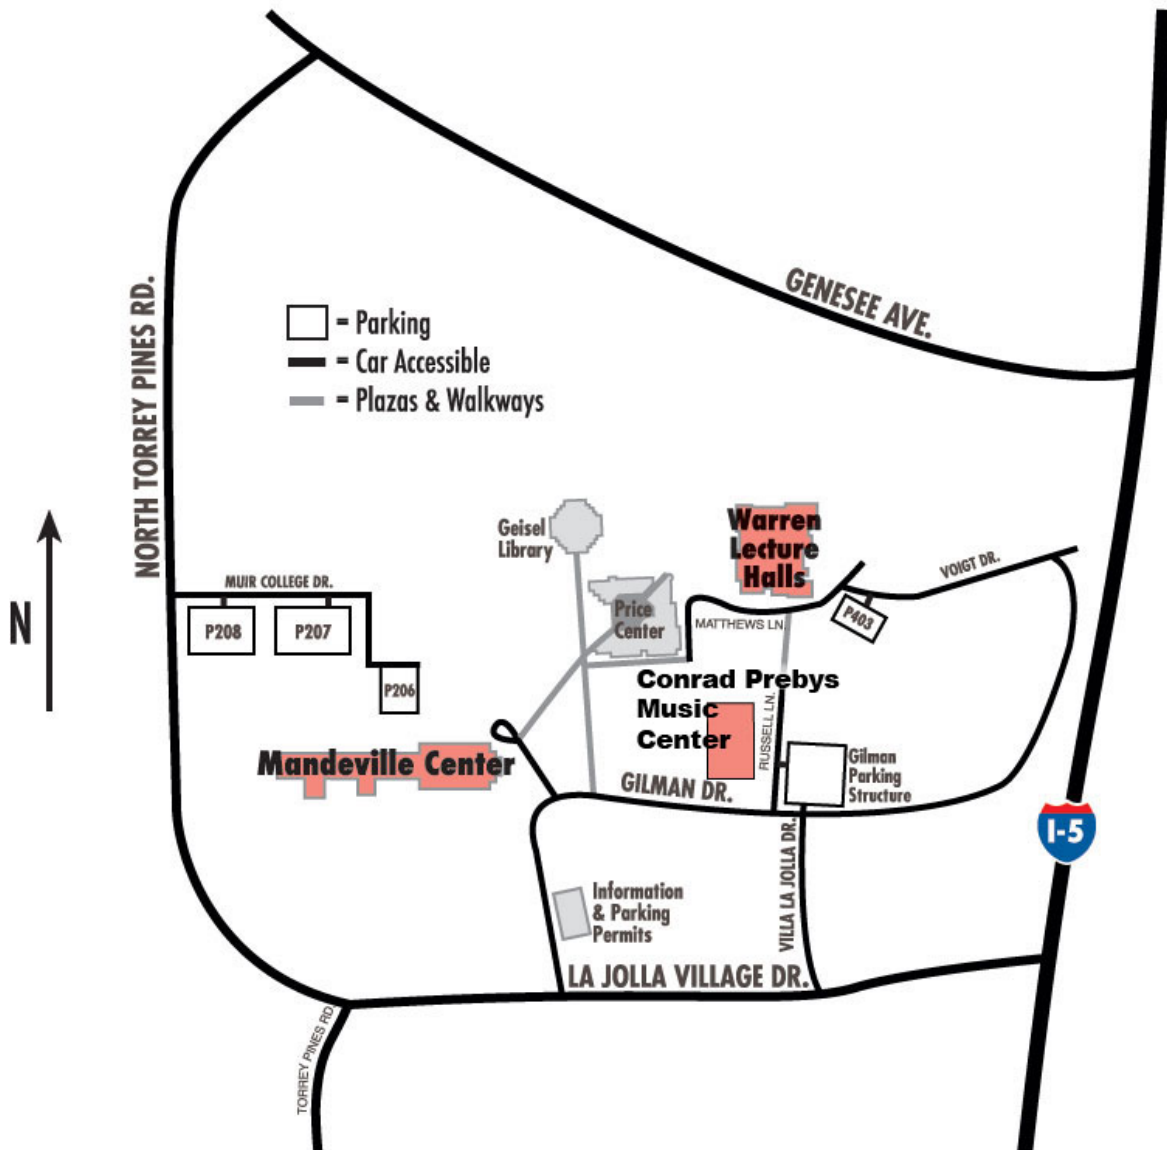 GENESEE AVE.
NORTH TORREY PINES RD.
= Parking
= Car Accessible
= Plazas & Walkways
N
Geisel
Library
Warren
Lecture
Halls
VOIGT DR.
MUIR COLLEGE DR.
P208
P207
P206
Price
Center
MATTHEWS LN.
P403
Conrad Prebys
Music
Center
RUSSELL LN.
Mandeville Center
GILMAN DR.
Gilman
Parking
Structure
I-5
VILLA LA JOLLA DR.
Information
& Parking
Permits
LA JOLLA VILLAGE DR.
TORREY PINES RD.